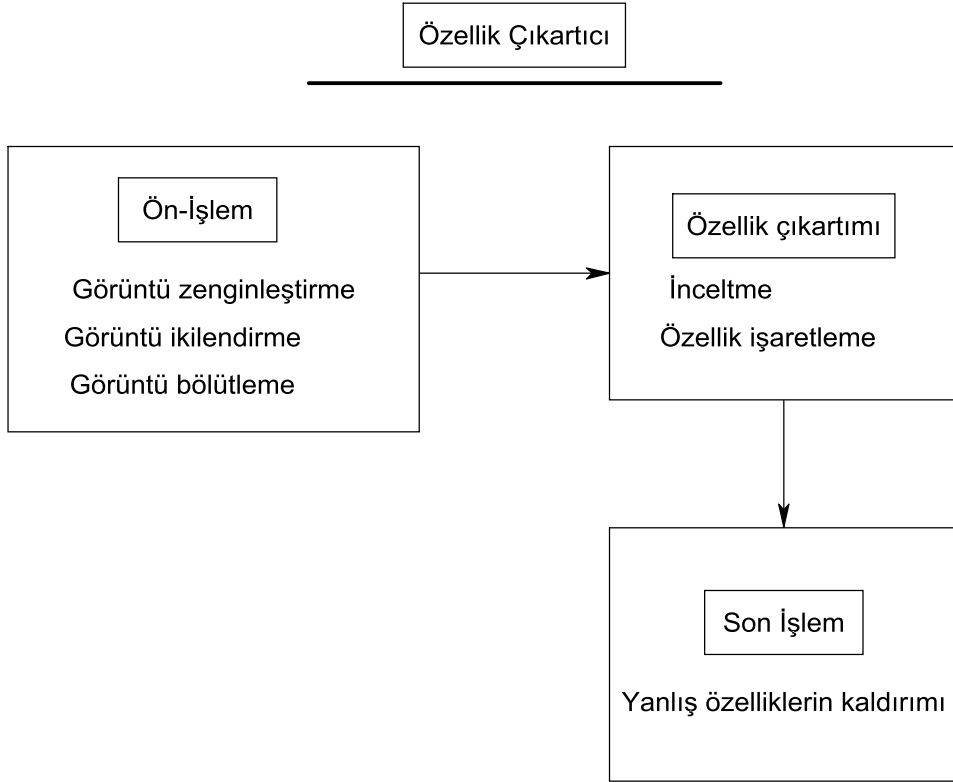 Özellik Çıkartıcı
Ön-İşlem
Görüntü zenginleştirme
Görüntü ikilendirme
Görüntü bölütleme
Özellik çıkartımı
İnceltme
Özellik işaretleme
Son İşlem
Yanlış özelliklerin kaldırımı